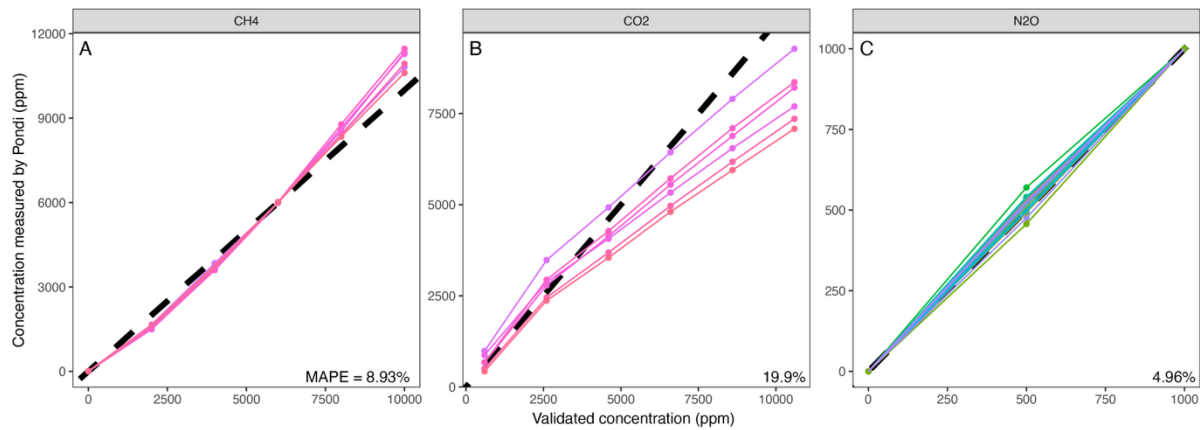 CH4 CO2 N2O
A B C
Concentration measured by Pondi (ppm)
12000
9000
6000
3000
0
7500
5000
2500
0
1000
750
500
250
0
MAPE = 8.93% 19.9% 4.96%
0 2500 5000 7500 10000 0 2500 5000 7500 10000 0 250 500 750 1000
Validated concentration (ppm)